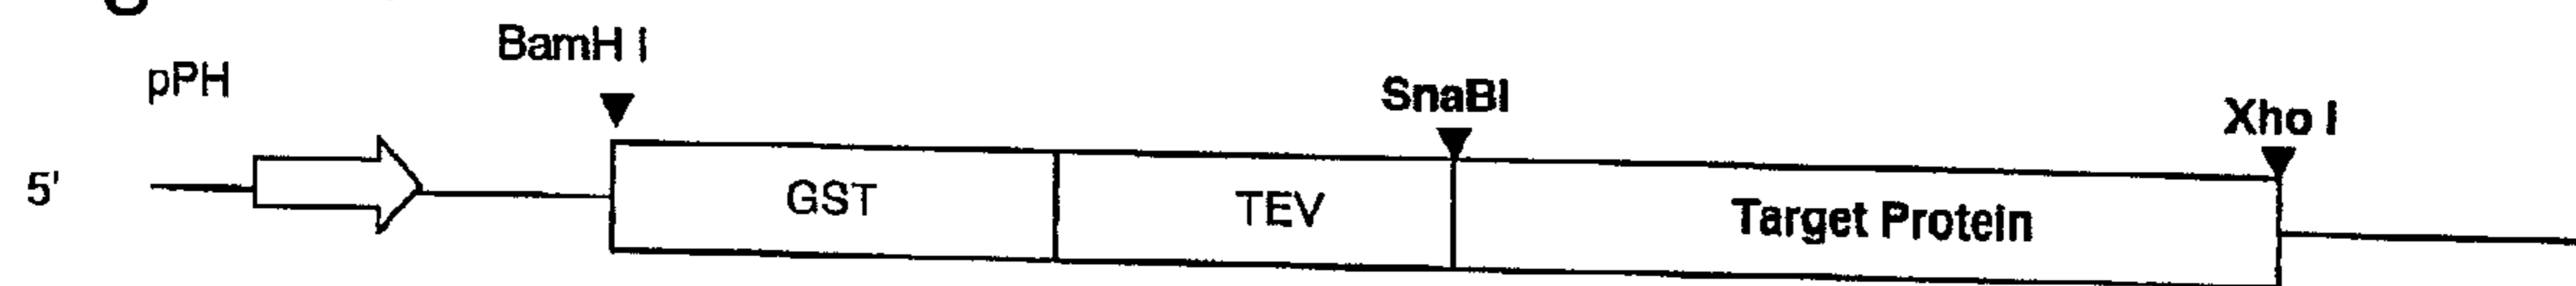 BamH I
pPH
SnaBI
Xho I
5'
GST
TEV
Target Protein